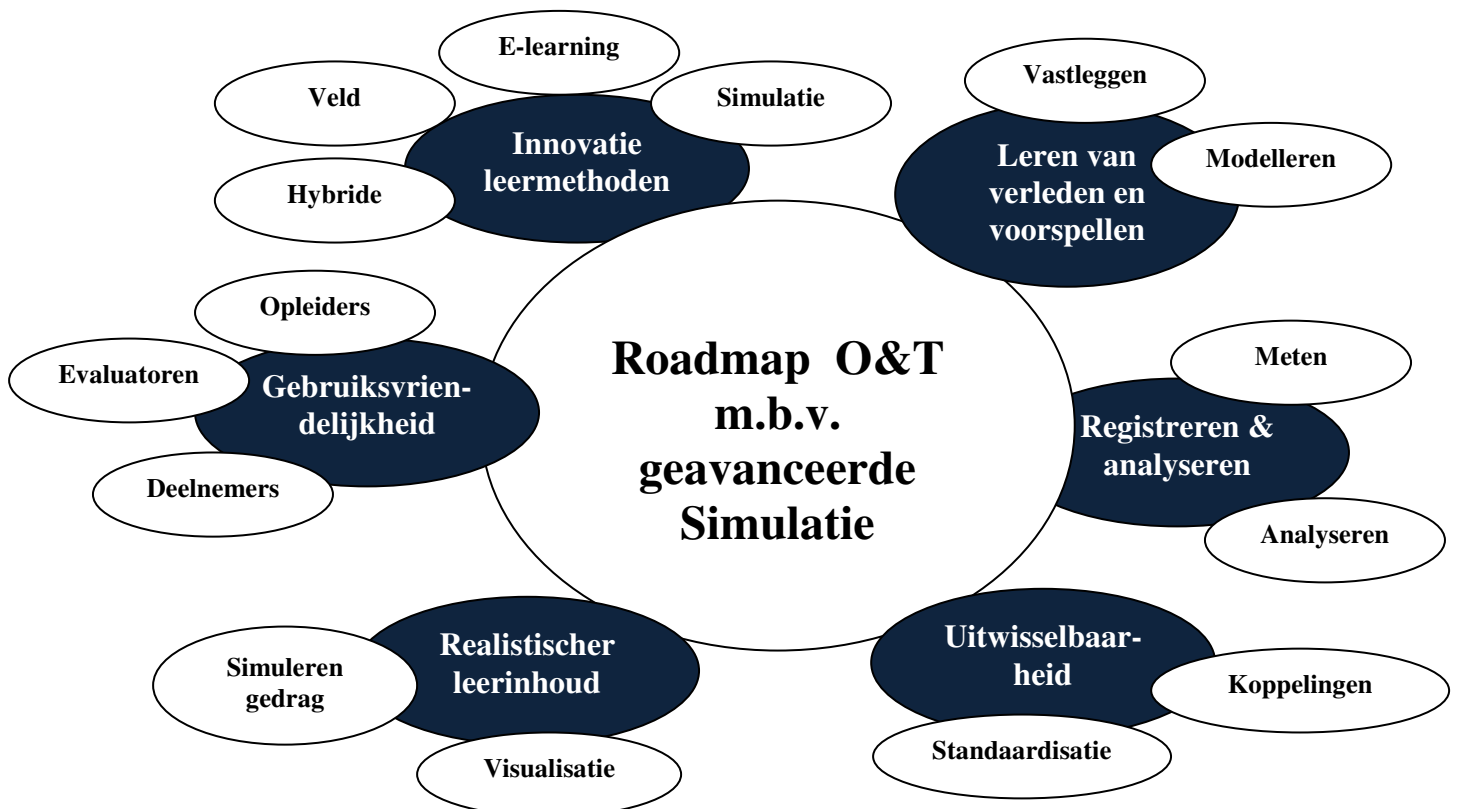 E-learning
Veld
Simulatie
Hybride
Innovatie
leermethoden
Vastleggen
Modelleren
Leren van
verleden en
voorspellen
Opleiders
Evaluatoren
Deelnemers
Gebruiksvrien-
delijkheid
Roadmap O&T
m.b.v.
geavanceerde
Simulatie
Meten
Registreren &
analyseren
Analyseren
Realistischer
leerinhoud
Simuleren
gedrag
Visualisatie
Uitwisselbaar-
heid
Koppelingen
Standaardisatie